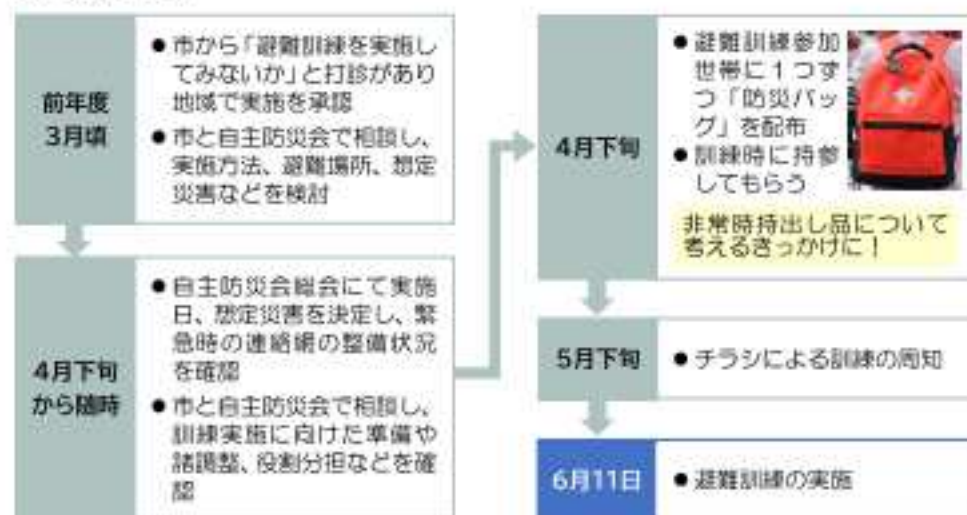 前年度
3月頃
●市から「避難訓練を実施し
てみないか」と打診があり
地域で実施を承認
●市と自主防災会で相談し、
実施方法、避難場所、想定
災害などを検討
4月下旬
から随時
●自主防災会総会にて実施
日、想定災害を決定し、緊
急時の連絡網の整備状況
を確認
●市と自主防災会で相談し、
訓練実施に向けた準備や
諸調整、役割分担などを確
認
4月下旬
●避難訓練参加
世帯に1つず
つ「防災バッ
グ」を配布
●訓練時に持参
してもらう
非常時持出し品について
考えるきっかけに!
5月下旬
●チラシによる訓練の周知
6月11日
●避難訓練の実施